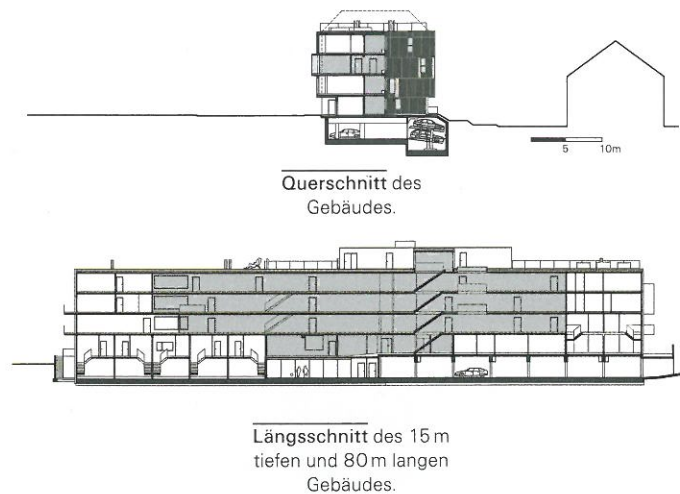 5 10m
Querschnitt des
Gebäudes.
Längsschnitt des 15 m
tiefen und 80 m langen
Gebäudes.